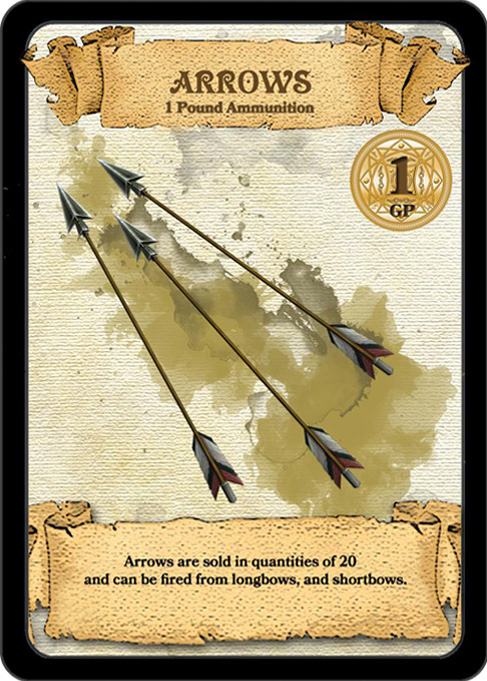 ARROWS
1 Pound Ammunition
1
GP
Arrows are sold in quantities of 20
and can be fired from longbows, and shortbows.